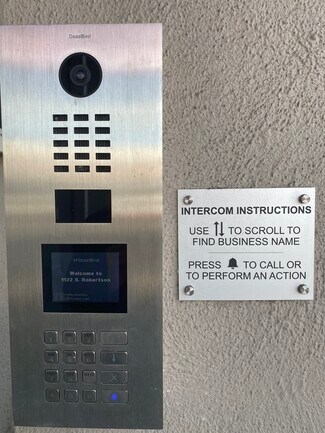 DoorBird
DoorBird
Welcome to
1122 S. Robertson
INTERCOM INSTRUCTIONS
USE ↑↓ TO SCROLL TO
FIND BUSINESS NAME
PRESS 🔔 TO CALL OR
TO PERFORM AN ACTION